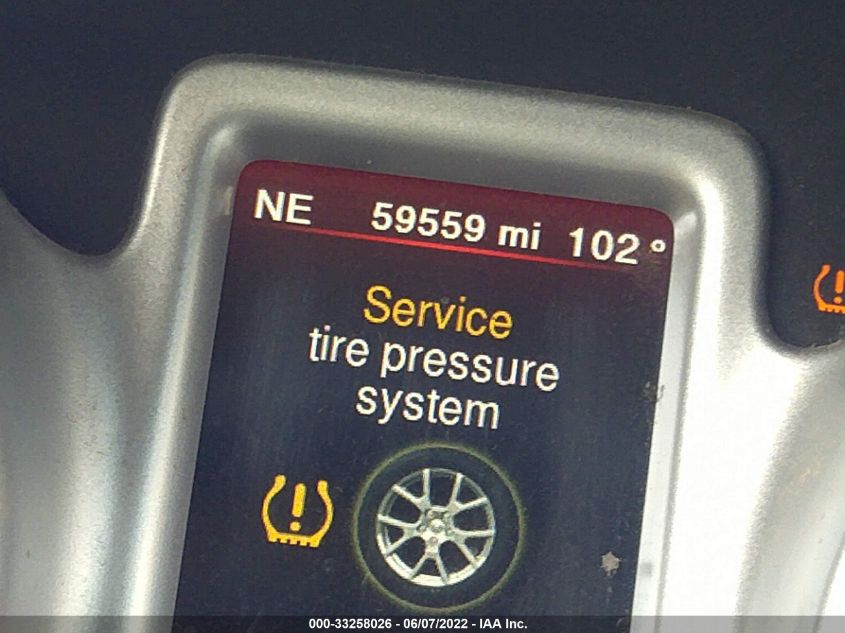 NE 59559 mi 102°
Service
tire pressure
system
000-33258026 - 06/07/2022 - IAA Inc.